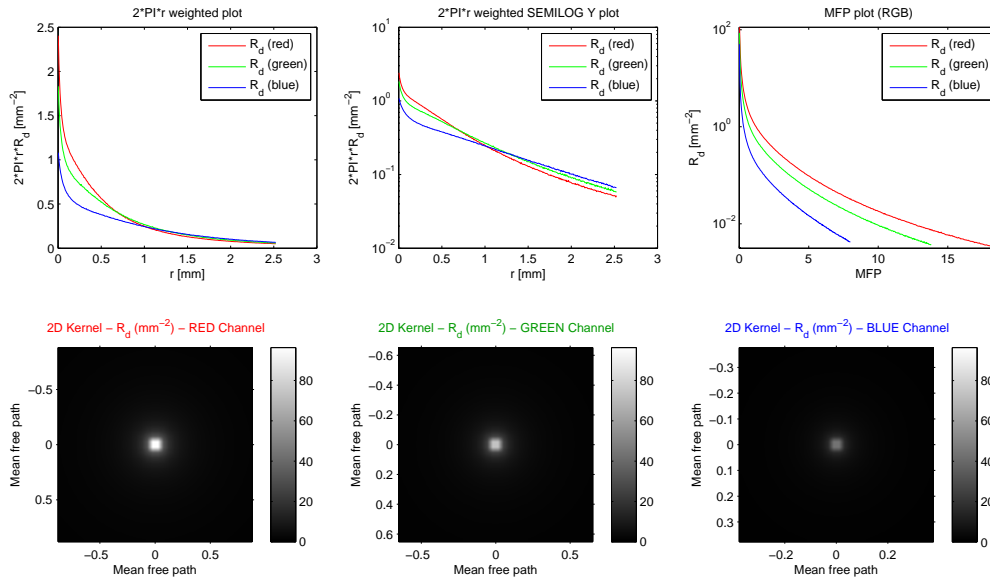 2*PI*r weighted plot
2*PI*r*R_d [mm^−2]
2.5
2
1.5
1
0.5
0
0 0.5 1 1.5 2 2.5 3
r [mm]
R_d (red)
R_d (green)
R_d (blue)
2*PI*r weighted SEMILOG Y plot
2*PI*r*R_d [mm^−2]
10^1
10^0
10^−1
10^−2
0 0.5 1 1.5 2 2.5 3
r [mm]
R_d (red)
R_d (green)
R_d (blue)
MFP plot (RGB)
R_d [mm^−2]
10^2
10^0
10^−2
0 5 10 15
MFP
R_d (red)
R_d (green)
R_d (blue)
2D Kernel − R_d (mm^−2) − RED Channel
Mean free path
−0.5
0
0.5
−0.5 0 0.5
Mean free path
80
60
40
20
0
2D Kernel − R_d (mm^−2) − GREEN Channel
Mean free path
−0.6
−0.4
−0.2
0
0.2
0.4
0.6
−0.5 0 0.5
Mean free path
80
60
40
20
0
2D Kernel − R_d (mm^−2) − BLUE Channel
Mean free path
−0.3
−0.2
−0.1
0
0.1
0.2
0.3
−0.2 0 0.2
Mean free path
80
60
40
20
0